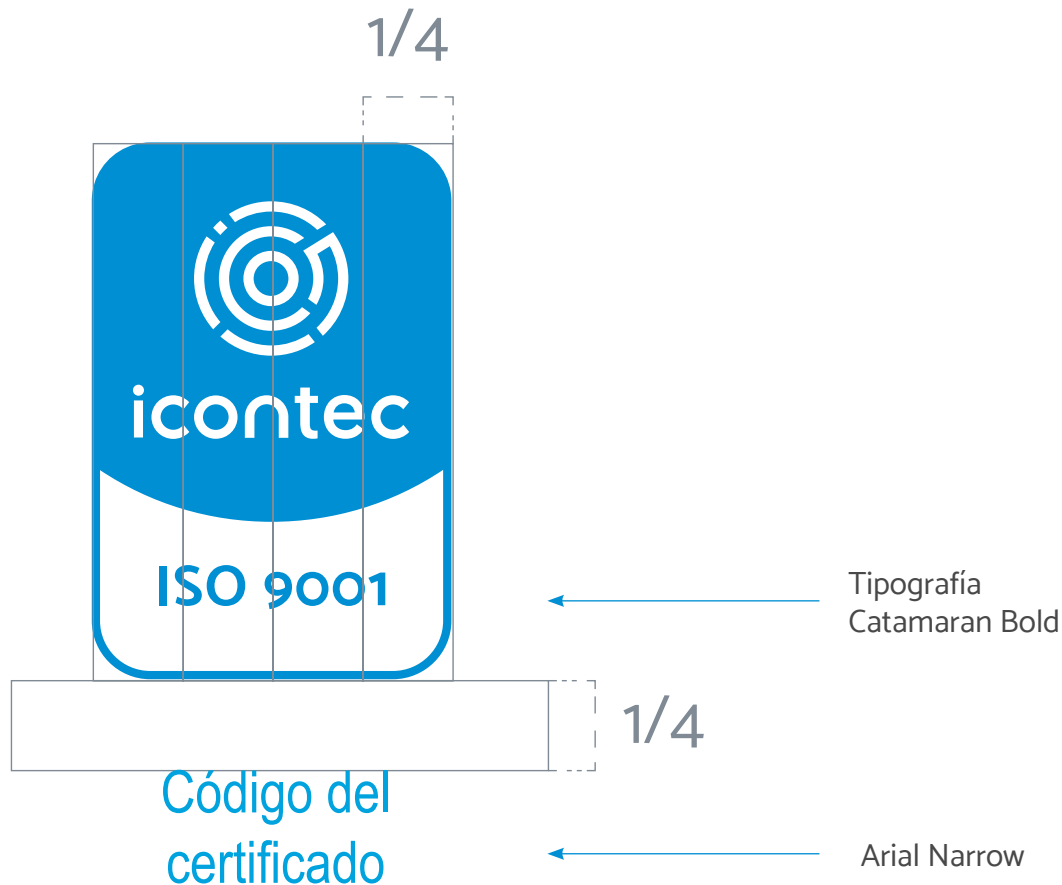 1/4
icontec
ISO 9001
Tipografía
Catamaran Bold
1/4
Código del
certificado
Arial Narrow